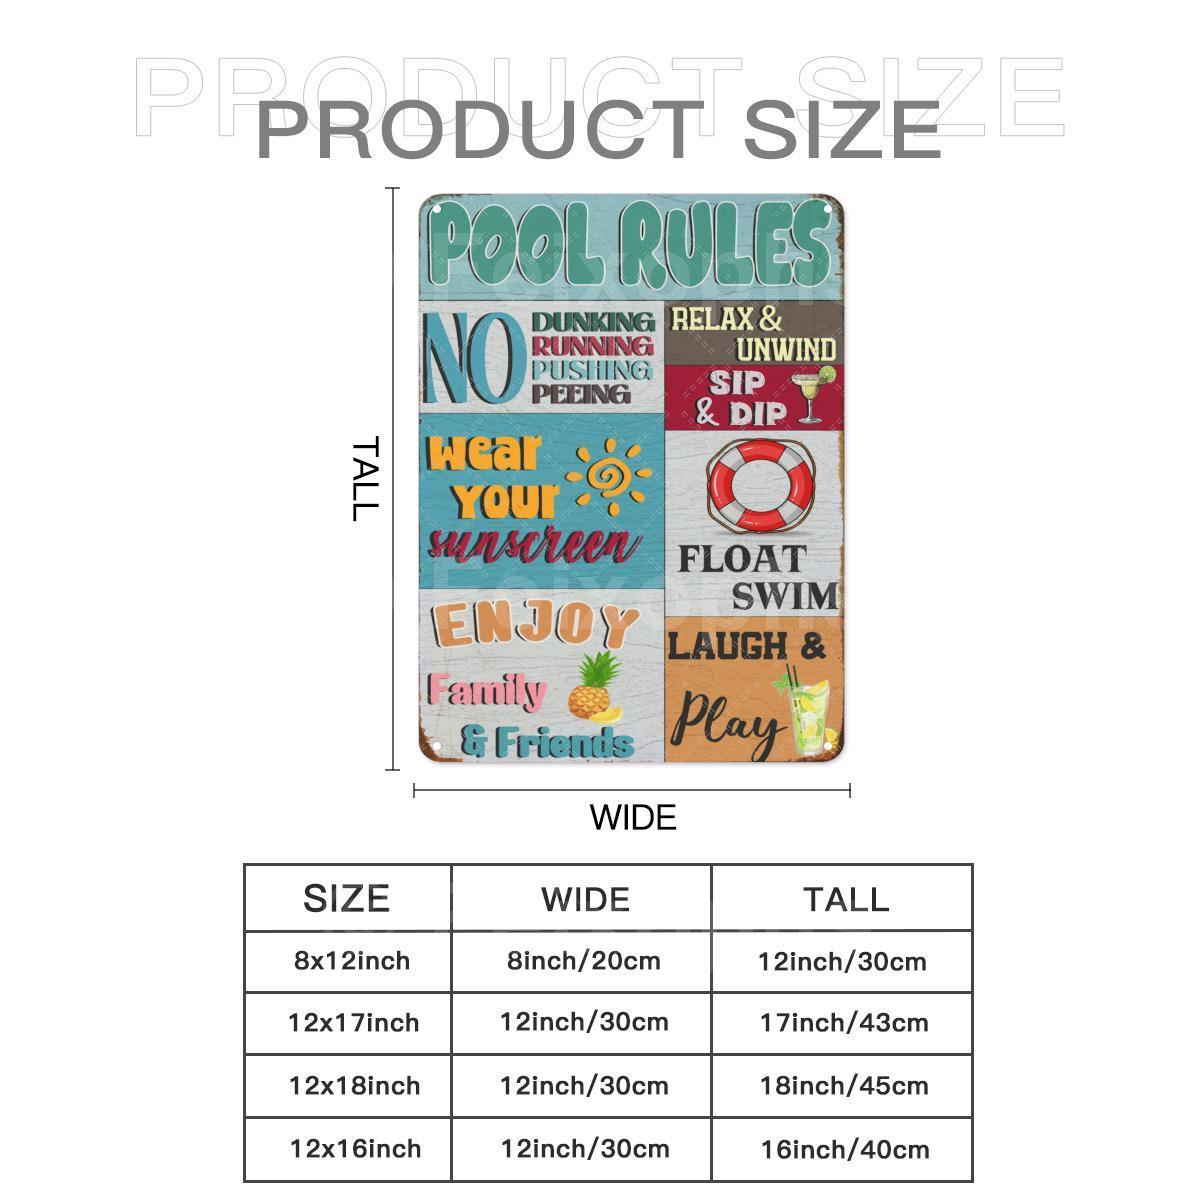 PRODUCT SIZE
PRODUCT SIZE
POOL RULES
NO
DUNKING
RUNNING
PUSHING
PEEING
RELAX &
UNWIND
SIP
& DIP
Wear
YOUR
sunscreen
FLOAT
SWIM
ENJOY
Family
& Friends
LAUGH &
Play
TALL
WIDE
SIZE WIDE TALL
8x12inch 8inch/20cm 12inch/30cm
12x17inch 12inch/30cm 17inch/43cm
12x18inch 12inch/30cm 18inch/45cm
12x16inch 12inch/30cm 16inch/40cm